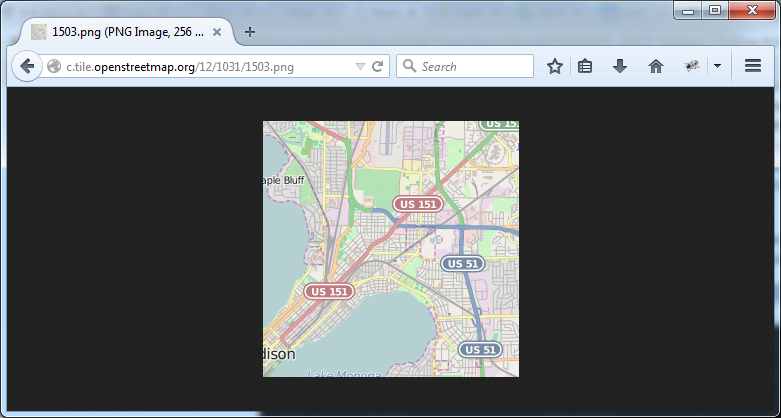 1503.png (PNG Image, 256 ...
c.tile.openstreetmap.org/12/1031/1503.png
Search
US 15
aple Bluff
US 151
US 51
US 151
US 51
dison
Lake Monona